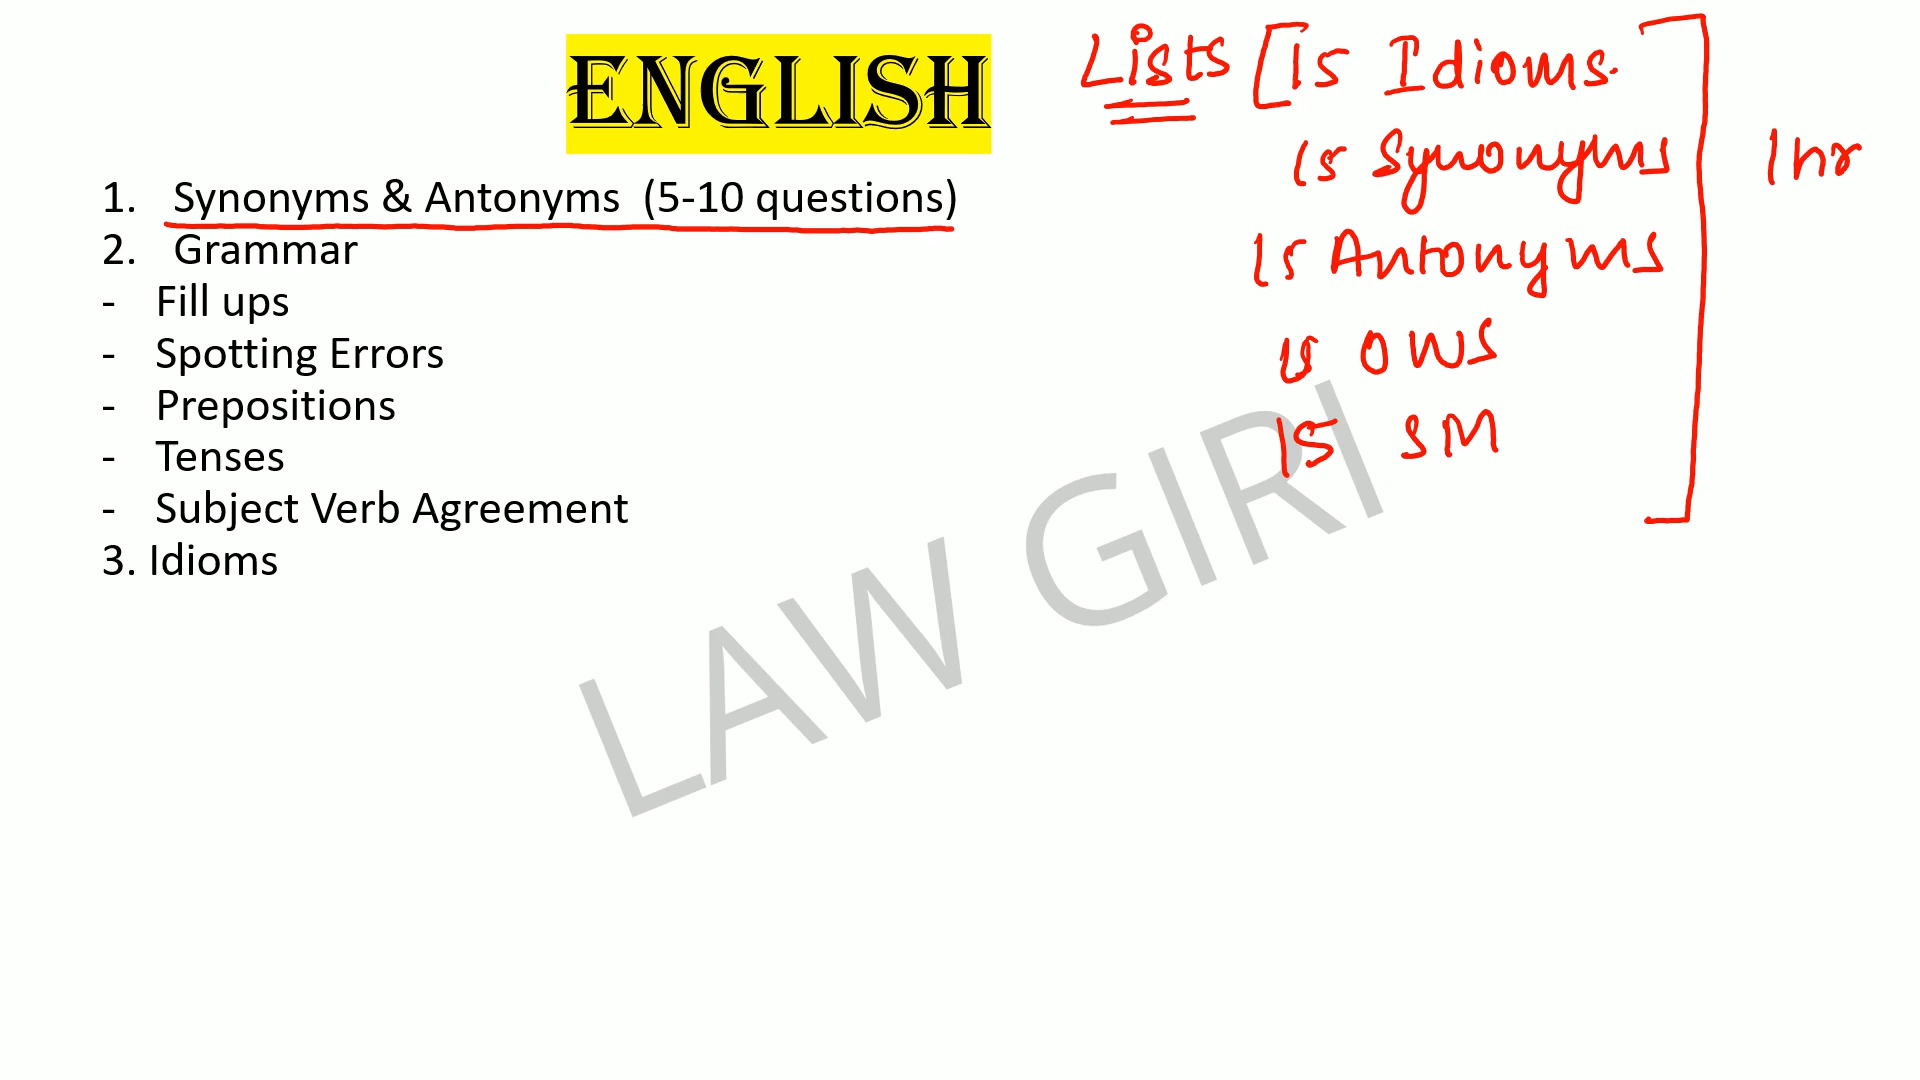 ENGLISH
1. Synonyms & Antonyms (5-10 questions)
2. Grammar
- Fill ups
- Spotting Errors
- Prepositions
- Tenses
- Subject Verb Agreement
3. Idioms
Lists [15 Idioms.
15 Synonyms
15 Antonyms
15 OWS
15 SM
] 1hr
LAW GIRI